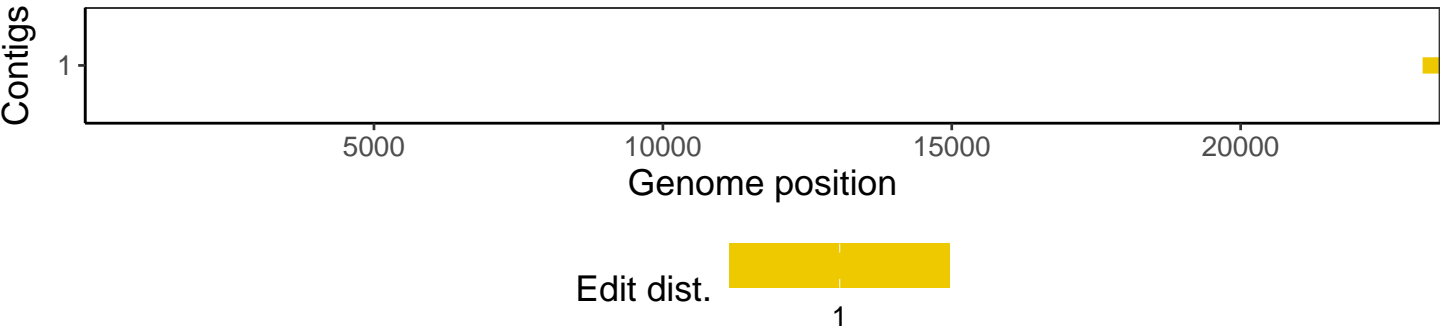 Contigs
1
5000 10000 15000 20000
Genome position
Edit dist.
1